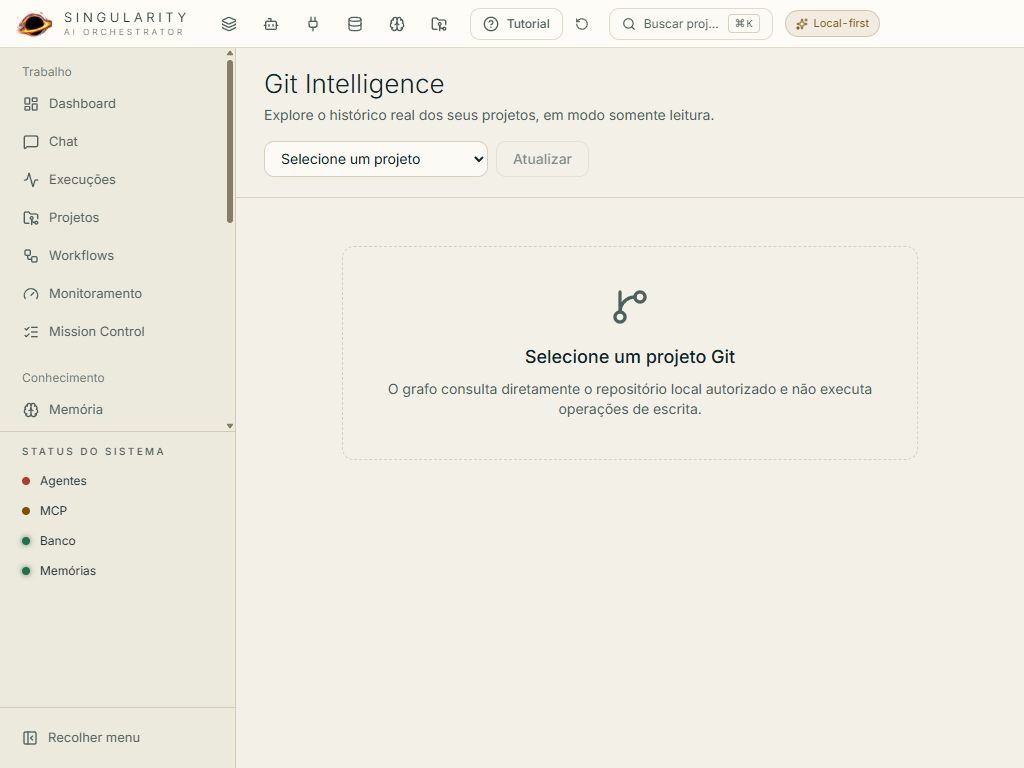 SINGULARITY
AI ORCHESTRATOR
Tutorial
Buscar proj...
⌘K
Local-first
Trabalho
Dashboard
Chat
Execuções
Projetos
Workflows
Monitoramento
Mission Control
Conhecimento
Memória
STATUS DO SISTEMA
Agentes
MCP
Banco
Memórias
Recolher menu
Git Intelligence
Explore o histórico real dos seus projetos, em modo somente leitura.
Selecione um projeto
Atualizar
Selecione um projeto Git
O grafo consulta diretamente o repositório local autorizado e não executa
operações de escrita.